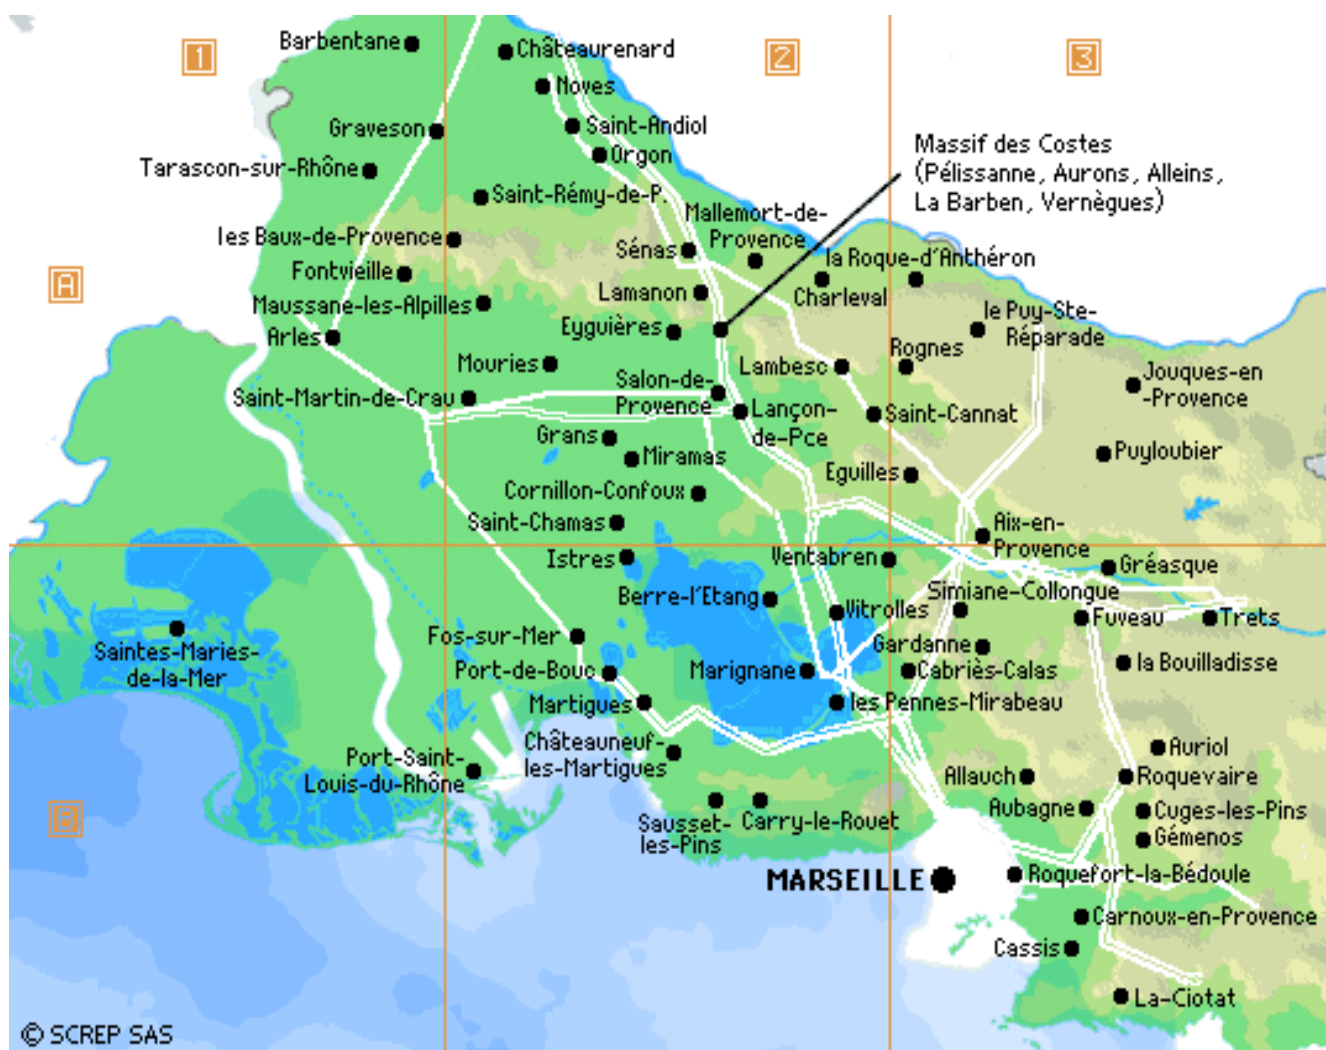 1
2
3
Barbentane
Châteaurenard
Noves
Graveson
Saint-Andiol
Orgon
Massif des Costes
(Pélissanne, Aurons, Alleins,
La Barben, Vernègues)
Tarascon-sur-Rhône
Saint-Rémy-de-P.
Mallemort-de-
Provence
les Baux-de-Provence
Sénas
la Roque-d'Anthéron
A
Fontvieille
Lamanon
Charleval
Maussane-les-Alpilles
le Puy-Ste-
Réparade
Arles
Eyguières
Rognes
Mouries
Lambesc
Jouques-en
-Provence
Salon-de-
Provence
Saint-Martin-de-Crau
Lançon-
de-Pce
Saint-Cannat
Grans
Miramas
Puyloubier
Eguilles
Cornillon-Confoux
Saint-Chamas
Aix-en-
Provence
Istres
Ventabren
Gréasque
Simiane-Collongue
Berre-l'Etang
Vitrolles
Fuveau
Trets
Saintes-Maries-
de-la-Mer
Fos-sur-Mer
Gardanne
Port-de-Bouc
Marignane
Cabriès-Calas
la Bouilladisse
Martigues
les Pennes-Mirabeau
Châteauneuf-
les-Martigues
Auriol
Port-Saint-
Louis-du-Rhône
Allauch
Roquevaire
B
Sausset-
les-Pins
Carry-le-Rouet
Aubagne
Cuges-les-Pins
Gémenos
MARSEILLE
Roquefort-la-Bédoule
Carnoux-en-Provence
Cassis
La-Ciotat
© SCREP SAS